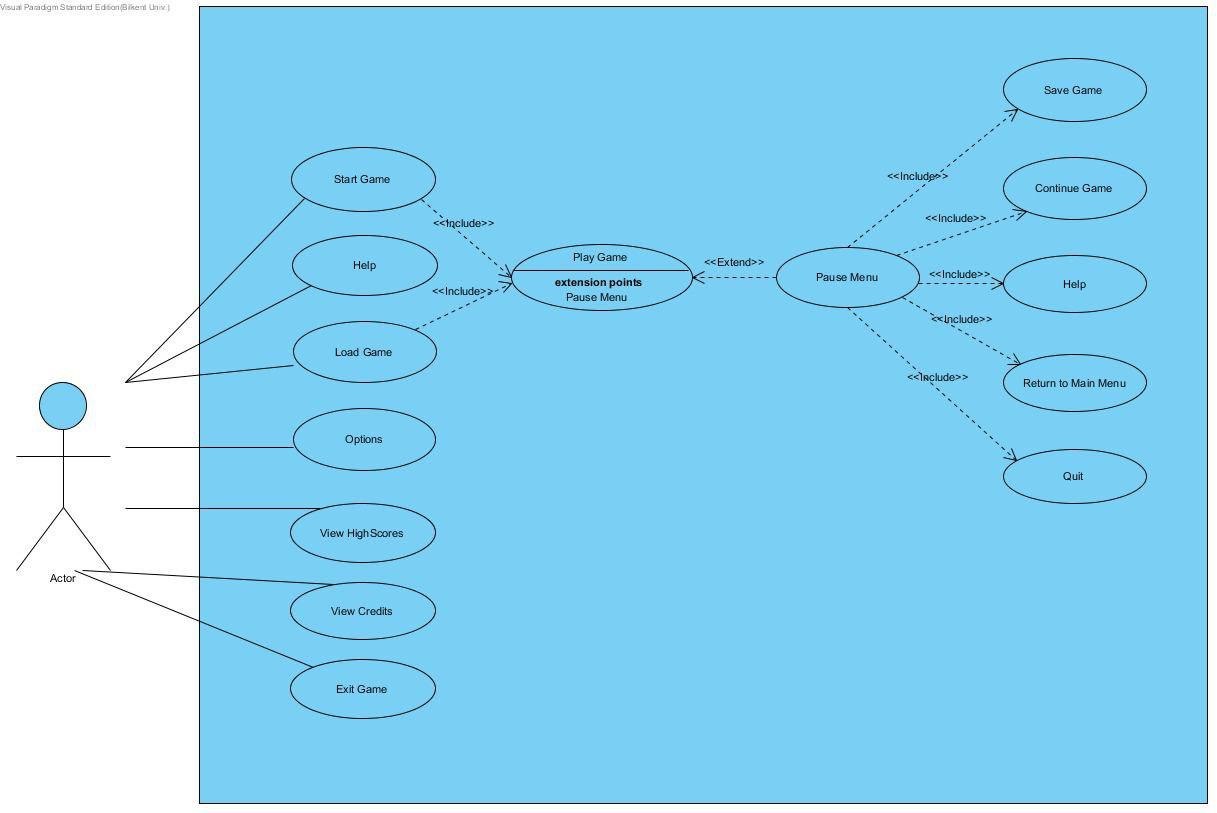 Visual Paradigm Standard Edition(Bilkent Univ.)
Save Game
Start Game
<<Include>>
Continue Game
<<Include>>
<<Include>>
Help
Play Game
<<Extend>>
extension points
Pause Menu
Pause Menu
<<Include>>
Help
<<Include>>
<<Include>>
Load Game
<<Include>>
Return to Main Menu
Options
Quit
View HighScores
Actor
View Credits
Exit Game